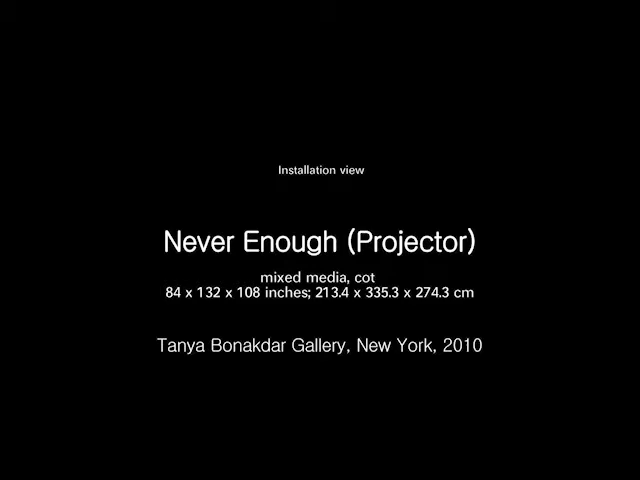 Installation view
Never Enough (Projector)
mixed media, cot
84 x 132 x 108 inches; 213.4 x 335.3 x 274.3 cm
Tanya Bonakdar Gallery, New York, 2010